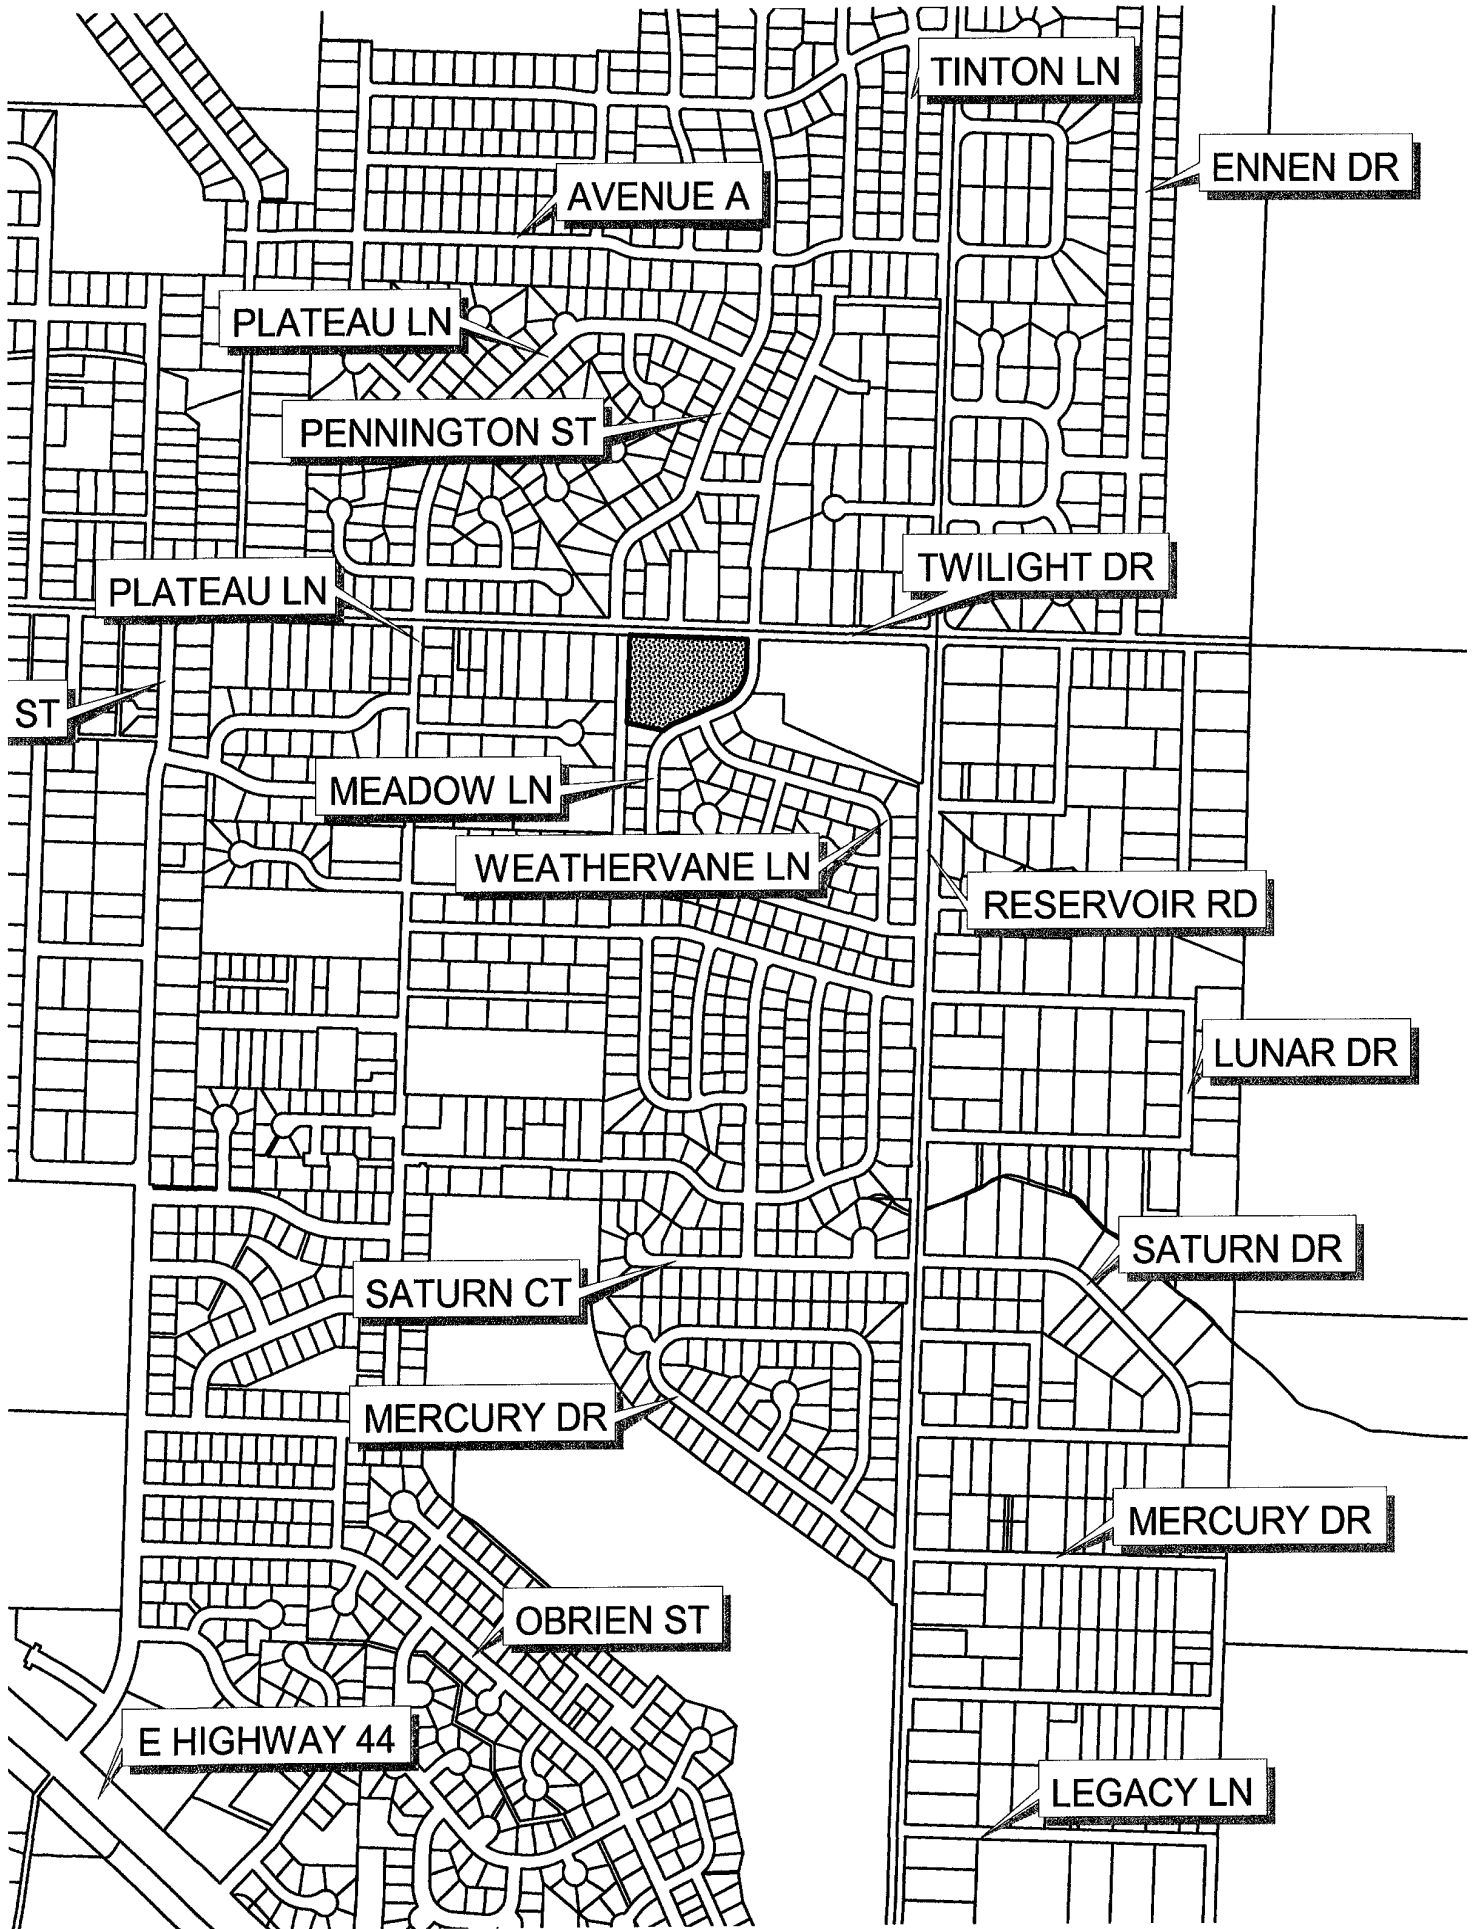 TINTON LN
ENNEN DR
AVENUE A
PLATEAU LN
PENNINGTON ST
TWILIGHT DR
PLATEAU LN
ST
MEADOW LN
WEATHERVANE LN
RESERVOIR RD
LUNAR DR
SATURN DR
SATURN CT
MERCURY DR
MERCURY DR
OBRIEN ST
E HIGHWAY 44
LEGACY LN